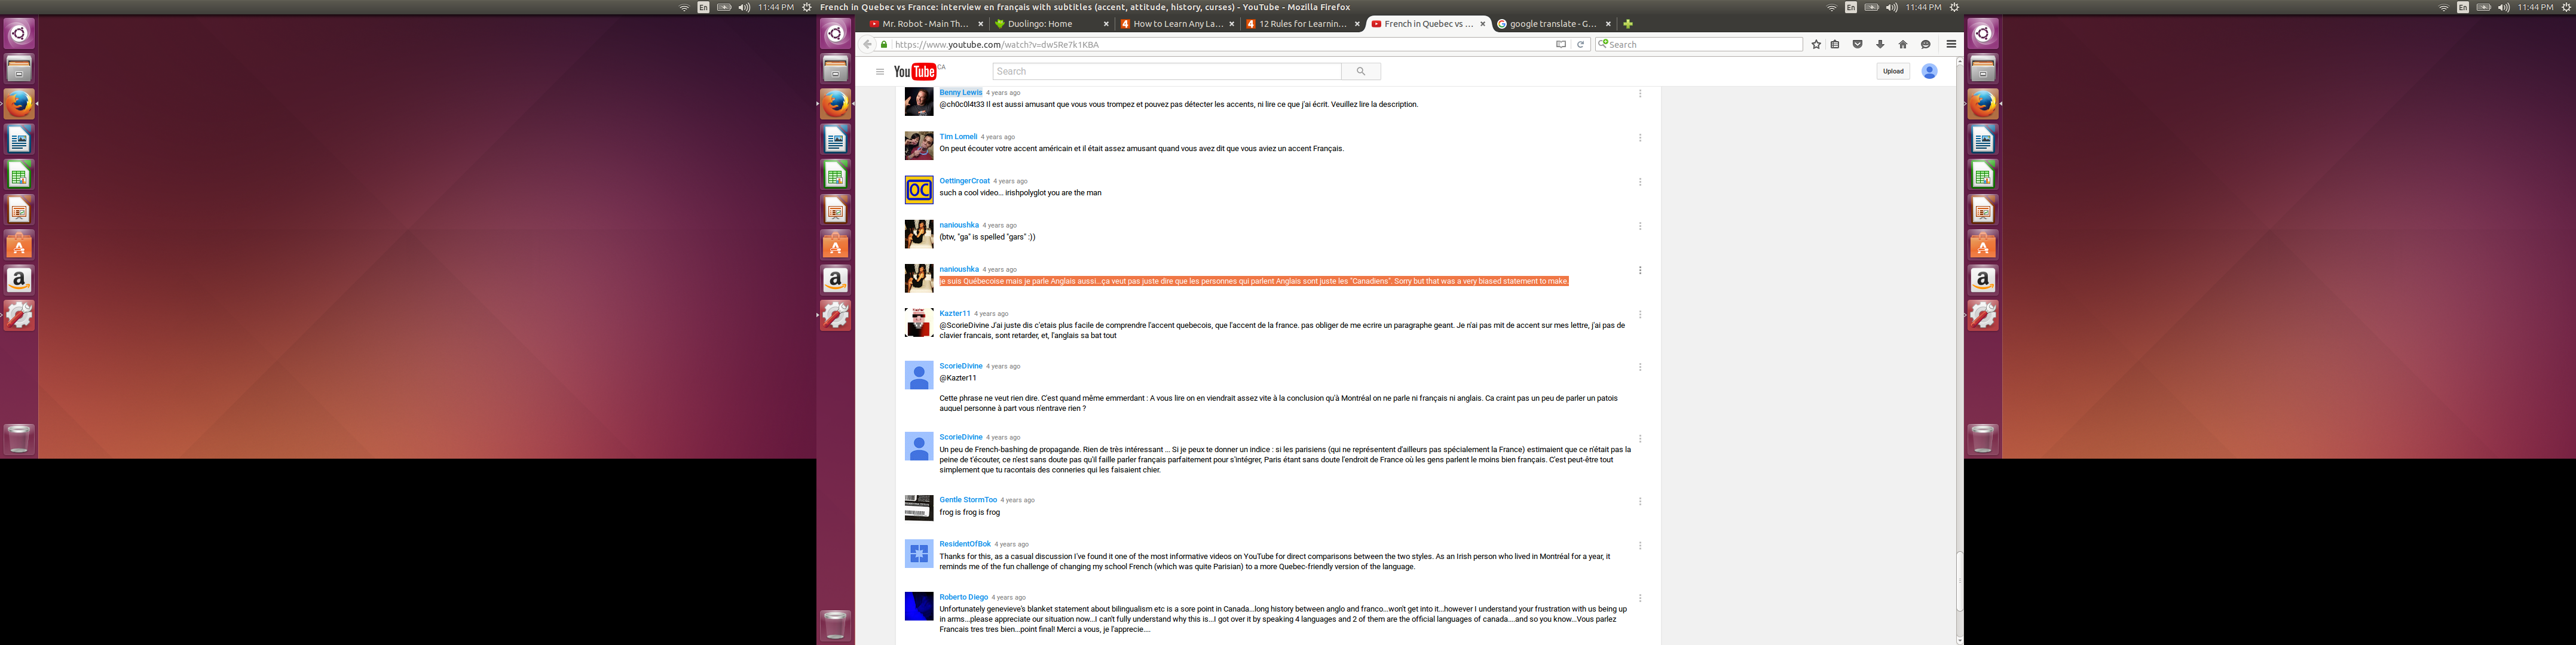 En 11:44 PM
French in Quebec vs France: interview en français with subtitles (accent, attitude, history, curses) - YouTube - Mozilla Firefox
En 11:44 PM
En 11:44 PM
Mr. Robot - Main Th...
Duolingo: Home
How to Learn Any La...
12 Rules for Learnin...
French in Quebec vs ...
google translate - G...
https://www.youtube.com/watch?v=dw5Re7k1KBA
Search
YouTube CA
Search
Upload
Benny Lewis 4 years ago
@ch0c0l4t33 Il est aussi amusant que vous vous trompez et pouvez pas détecter les accents, ni lire ce que j'ai écrit. Veuillez lire la description.
Tim Lomeli 4 years ago
On peut écouter votre accent américain et il était assez amusant quand vous avez dit que vous aviez un accent Français.
OettingerCroat 4 years ago
OC
such a cool video... irishpolyglot you are the man
nanioushka 4 years ago
(btw, "ga" is spelled "gars" :))
nanioushka 4 years ago
je suis Québecoise mais je parle Anglais aussi...ça veut pas juste dire que les personnes qui parlent Anglais sont juste les "Canadiens". Sorry but that was a very biased statement to make.
Kazter11 4 years ago
@ScorieDivine J'ai juste dis c'etais plus facile de comprendre l'accent quebecois, que l'accent de la france. pas obliger de me ecrire un paragraphe geant. Je n'ai pas mit de accent sur mes lettre, j'ai pas de
clavier francais, sont retarder, et, l'anglais sa bat tout
ScorieDivine 4 years ago
@Kazter11
Cette phrase ne veut rien dire. C'est quand même emmerdant : A vous lire on en viendrait assez vite à la conclusion qu'à Montréal on ne parle ni français ni anglais. Ca craint pas un peu de parler un patois
auquel personne à part vous n'entrave rien ?
ScorieDivine 4 years ago
Un peu de French-bashing de propagande. Rien de très intéressant ... Si je peux te donner un indice : si les parisiens (qui ne représentent d'ailleurs pas spécialement la France) estimaient que ce n'était pas la
peine de t'écouter, ce n'est sans doute pas qu'il faille parler français parfaitement pour s'intégrer, Paris étant sans doute l'endroit de France où les gens parlent le moins bien français. C'est peut-être tout
simplement que tu racontais des conneries qui les faisaient chier.
Gentle StormToo 4 years ago
frog is frog is frog
ResidentOfBok 4 years ago
Thanks for this, as a casual discussion I've found it one of the most informative videos on YouTube for direct comparisons between the two styles. As an Irish person who lived in Montréal for a year, it
reminds me of the fun challenge of changing my school French (which was quite Parisian) to a more Quebec-friendly version of the language.
Roberto Diego 4 years ago
Unfortunately genevieve's blanket statement about bilingualism etc is a sore point in Canada...long history between anglo and franco...won't get into it...however I understand your frustration with us being up
in arms...please appreciate our situation now...I can't fully understand why this is...I got over it by speaking 4 languages and 2 of them are the official languages of canada....and so you know...Vous parlez
Francais tres tres bien...point final! Merci a vous, je l'apprecie....